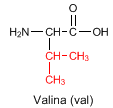 O
H₂N—CH—C—OH
CH—CH₃
CH₃
Valina (val)